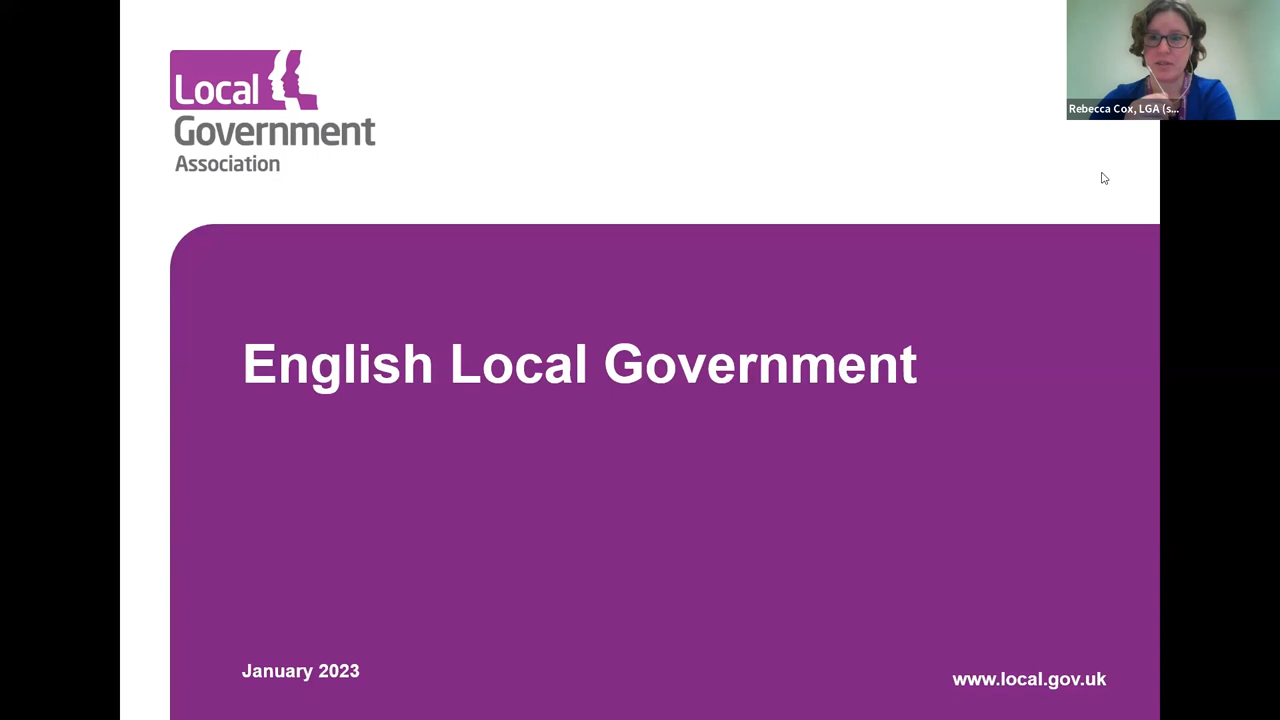 Local
Government
Association
Rebecca Cox, LGA (s...
English Local Government
January 2023
www.local.gov.uk